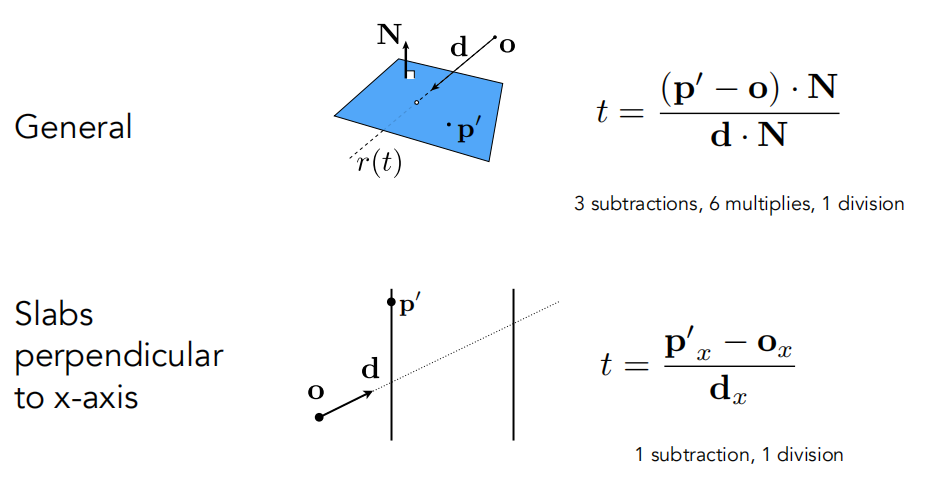 General
N
d
o
p′
r(t)
t = (p′ − o) · N / d · N
3 subtractions, 6 multiplies, 1 division
Slabs
perpendicular
to x-axis
p′
d
o
t = p′ₓ − oₓ / dₓ
1 subtraction, 1 division